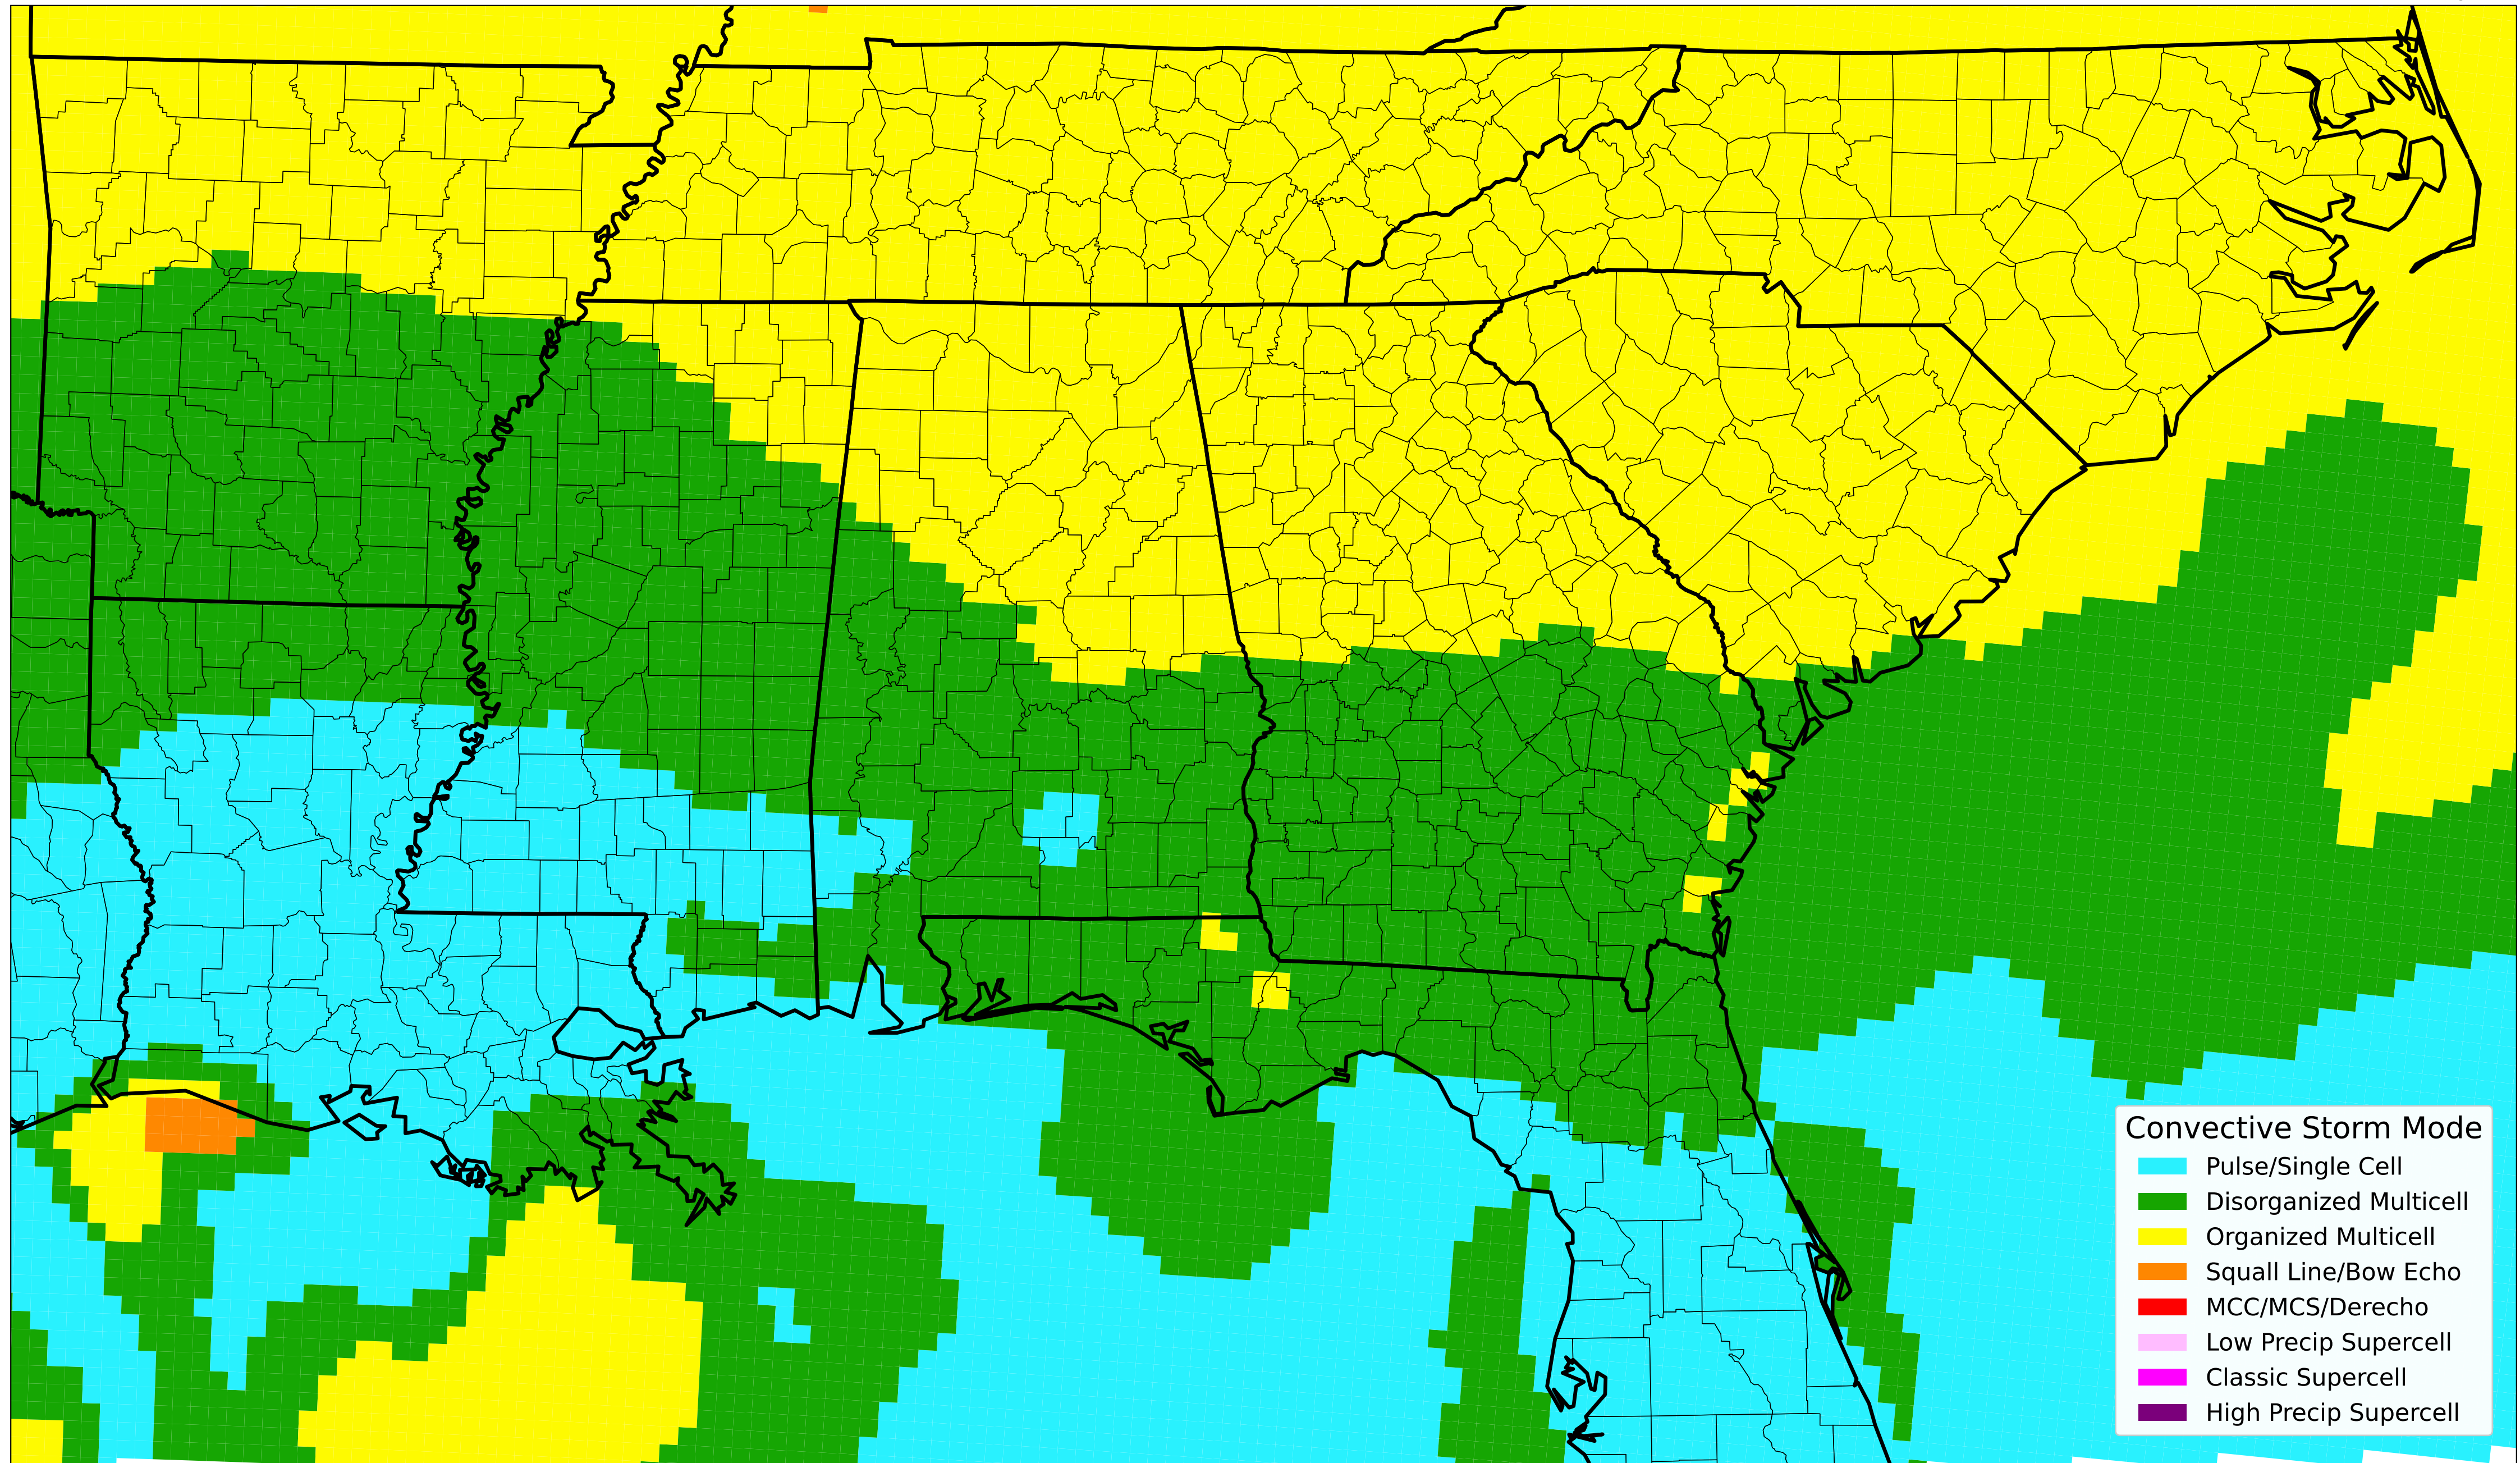 Convective Storm Mode
Pulse/Single Cell
Disorganized Multicell
Organized Multicell
Squall Line/Bow Echo
MCC/MCS/Derecho
Low Precip Supercell
Classic Supercell
High Precip Supercell